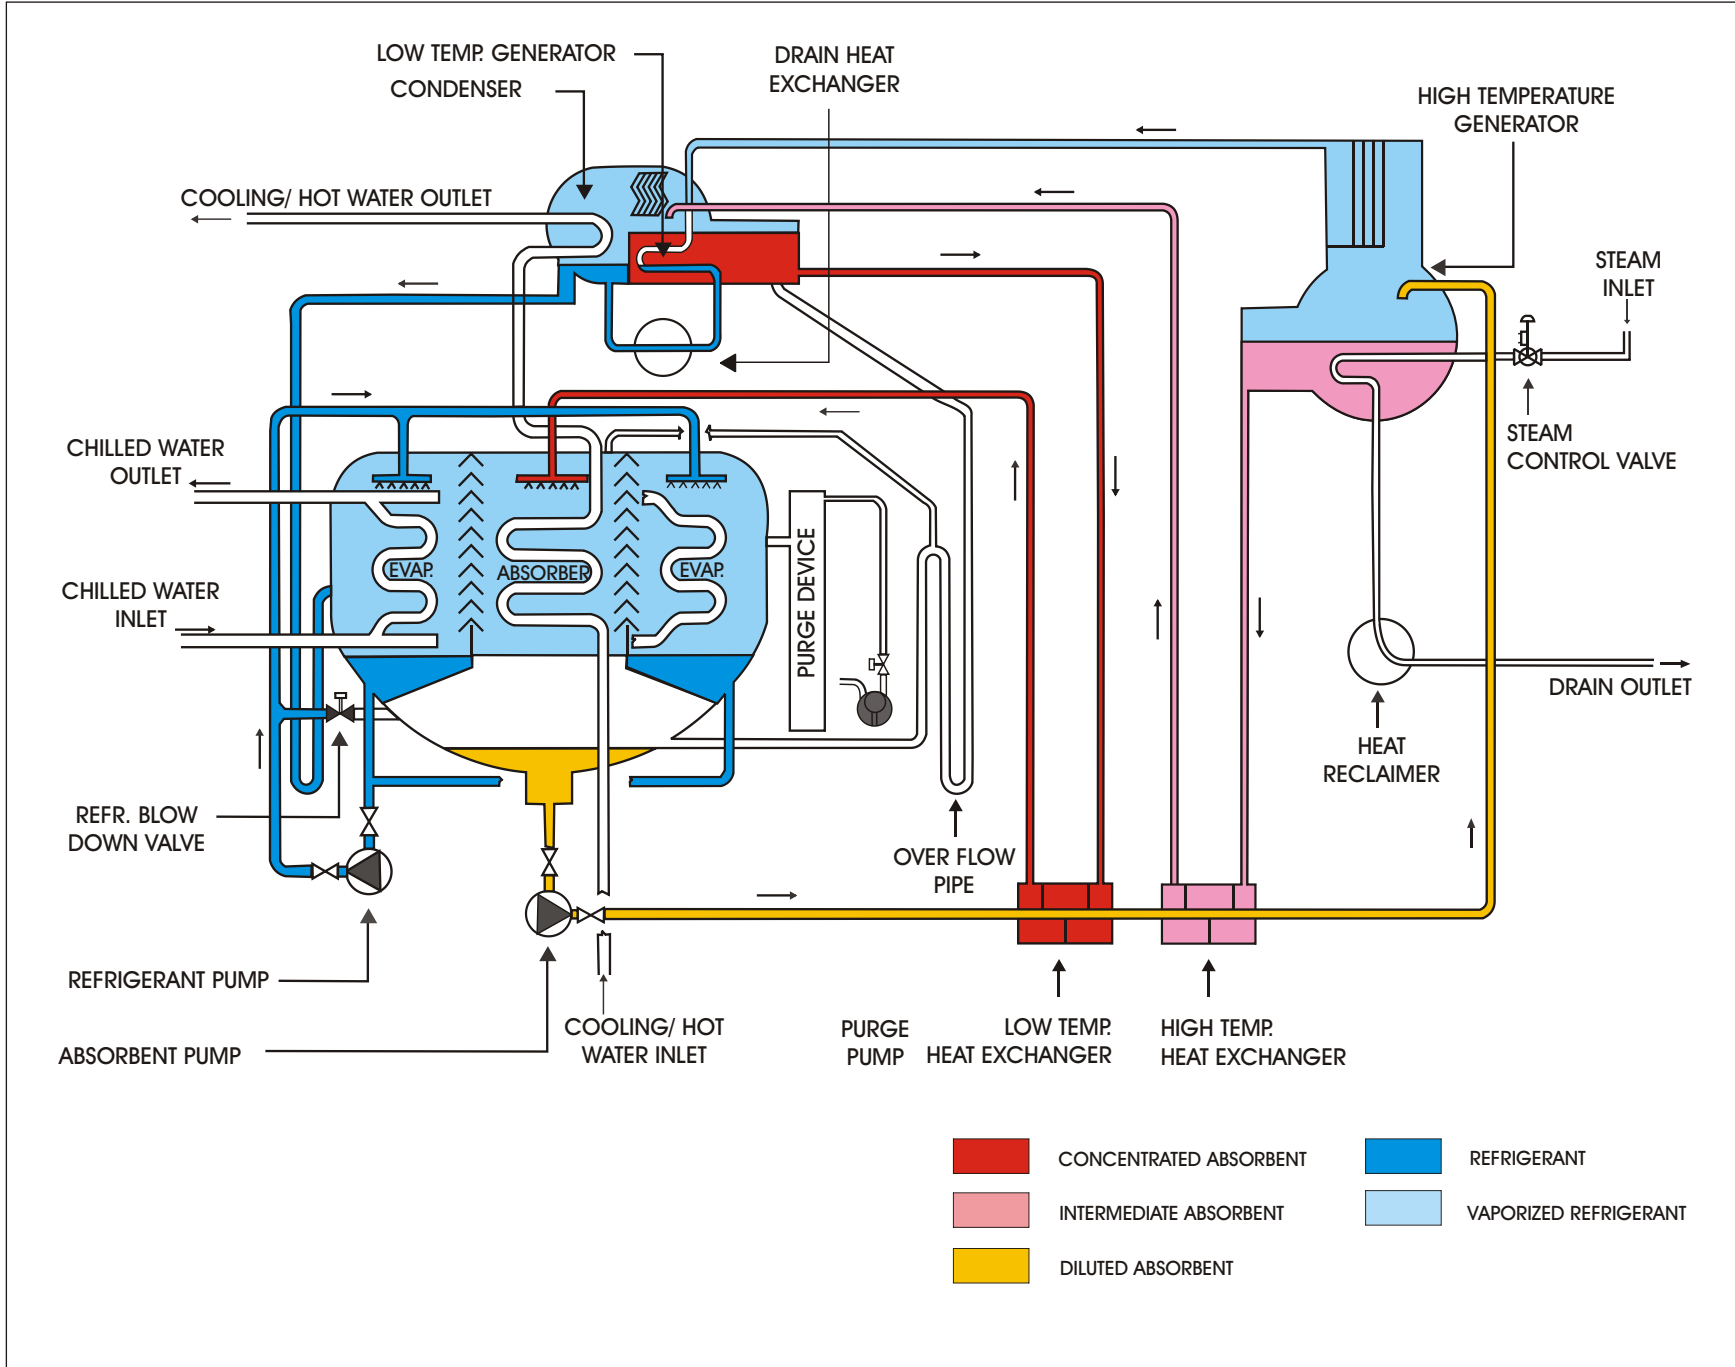 LOW TEMP. GENERATOR
CONDENSER
DRAIN HEAT
EXCHANGER
HIGH TEMPERATURE
GENERATOR
COOLING/ HOT WATER OUTLET
STEAM
INLET
STEAM
CONTROL VALVE
CHILLED WATER
OUTLET
CHILLED WATER
INLET
EVAP.
ABSORBER
EVAP.
PURGE DEVICE
DRAIN OUTLET
HEAT
RECLAIMER
REFR. BLOW
DOWN VALVE
OVER FLOW
PIPE
REFRIGERANT PUMP
ABSORBENT PUMP
COOLING/ HOT
WATER INLET
PURGE
PUMP
LOW TEMP.
HEAT EXCHANGER
HIGH TEMP.
HEAT EXCHANGER
CONCENTRATED ABSORBENT
REFRIGERANT
INTERMEDIATE ABSORBENT
VAPORIZED REFRIGERANT
DILUTED ABSORBENT